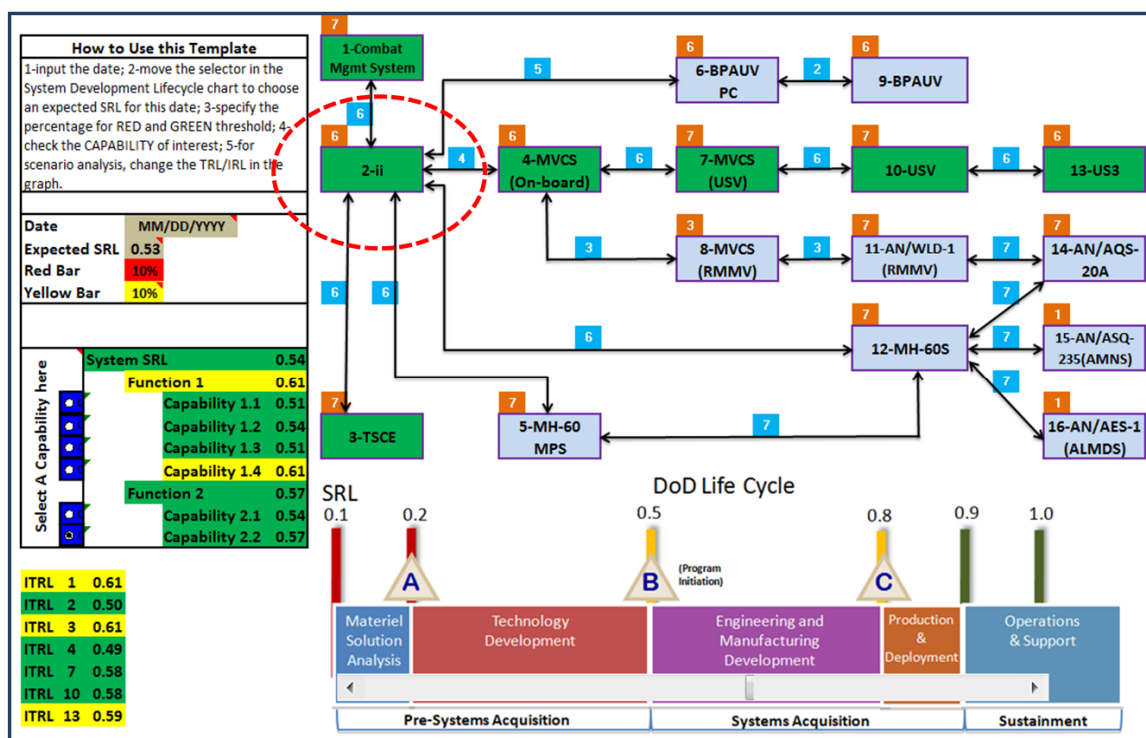 How to Use this Template
1-input the date; 2-move the selector in the
System Development Lifecycle chart to choose
an expected SRL for this date; 3-specify the
percentage for RED and GREEN threshold; 4-
check the CAPABILITY of interest; 5-for
scenario analysis, change the TRL/IRL in the
graph.
Date MM/DD/YYYY
Expected SRL 0.53
Red Bar 10%
Yellow Bar 10%
Select A Capability here
System SRL 0.54
Function 1 0.61
Capability 1.1 0.51
Capability 1.2 0.54
Capability 1.3 0.51
Capability 1.4 0.61
Function 2 0.57
Capability 2.1 0.54
Capability 2.2 0.57
ITRL 1 0.61
ITRL 2 0.50
ITRL 3 0.61
ITRL 4 0.49
ITRL 7 0.58
ITRL 10 0.58
ITRL 13 0.59
7
1-Combat
Mgmt System
6
6
2-ii
5
6
6-BPAUV
PC
2
6
9-BPAUV
4
6
4-MVCS
(On-board)
6
7
7-MVCS
(USV)
6
7
10-USV
6
6
13-US3
3
3
8-MVCS
(RMMV)
3
7
11-AN/WLD-1
(RMMV)
7
7
14-AN/AQS-
20A
6
6
6
7
12-MH-60S
7
7
7
1
15-AN/ASQ-
235(AMNS)
1
16-AN/AES-1
(ALMDS)
7
3-TSCE
7
5-MH-60
MPS
7
SRL
DoD Life Cycle
0.1 0.2 0.5 0.8 0.9 1.0
A B C
(Program
Initiation)
Materiel
Solution
Analysis
Technology
Development
Engineering and
Manufacturing
Development
Production
&
Deployment
Operations
& Support
Pre-Systems Acquisition Systems Acquisition Sustainment